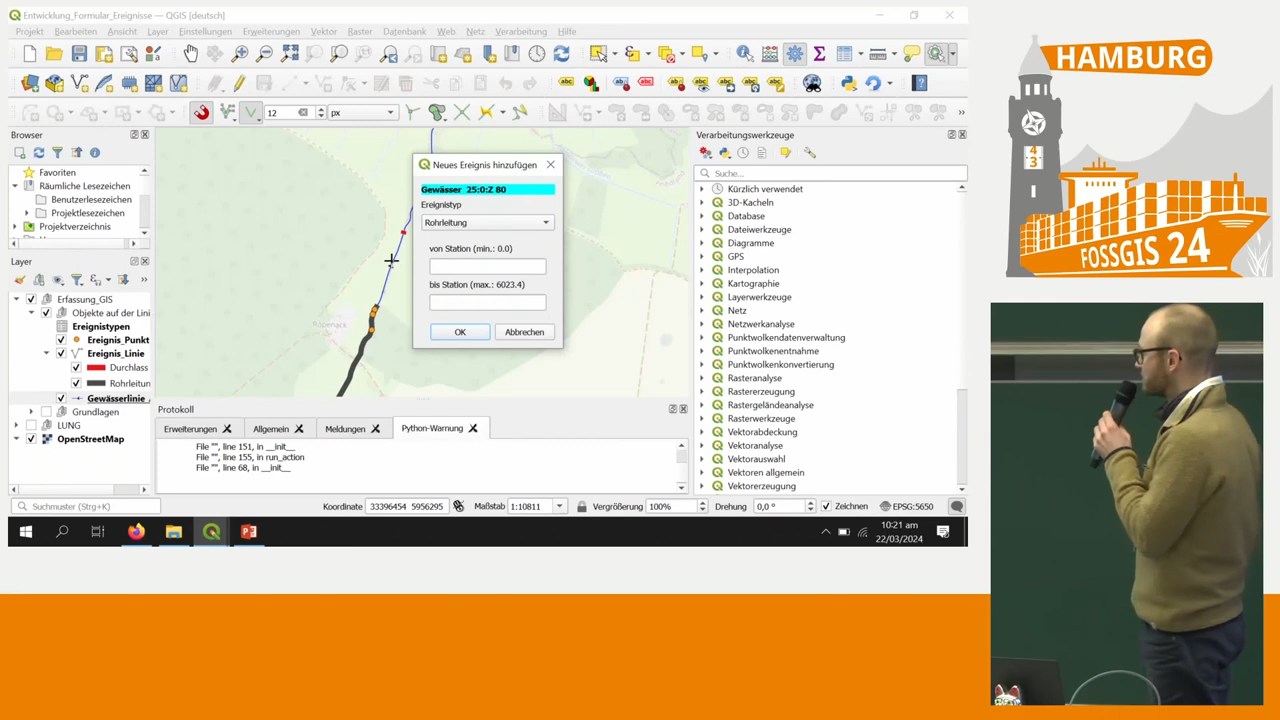 Entwicklung_Formular_Ereignisse — QGIS [deutsch]
Projekt Bearbeiten Ansicht Layer Einstellungen Erweiterungen Vektor Raster Datenbank Web Netz Verarbeitung Hilfe
12 px
Browser
Favoriten
Räumliche Lesezeichen
Benutzerlesezeichen
Projektlesezeichen
Projektverzeichnis
Layer
Erfassung_GIS
Objekte auf der Lini
Ereignistypen
Ereignis_Punkt
Ereignis_Linie
Durchlass
Rohrleitun
Gewässerlinie
Grundlagen
LUNG
OpenStreetMap
Suchmuster (Strg+K)
Röpenack
Neues Ereignis hinzufügen
Gewässer 25:0:Z 80
Ereignistyp
Rohrleitung
von Station (min.: 0.0)
bis Station (max.: 6023.4)
OK Abbrechen
Protokoll
Erweiterungen Allgemein Meldungen Python-Warnung
File "", line 151, in __init__
File "", line 155, in run_action
File "", line 68, in __init__
Verarbeitungswerkzeuge
Suche...
Kürzlich verwendet
3D-Kacheln
Database
Dateiwerkzeuge
Diagramme
GPS
Interpolation
Kartographie
Layerwerkzeuge
Netz
Netzwerkanalyse
Punktwolkendatenverwaltung
Punktwolkenentnahme
Punktwolkenkonvertierung
Rasteranalyse
Rastererzeugung
Rastergeländeanalyse
Rasterwerkzeuge
Vektorabdeckung
Vektoranalyse
Vektorauswahl
Vektoren allgemein
Vektorerzeugung
Koordinate 33396454 5956295 Maßstab 1:10811 Vergrößerung 100% Drehung 0,0 ° Zeichnen EPSG:5650
10:21 am
22/03/2024
HAMBURG
4
3
FOSSGIS 24